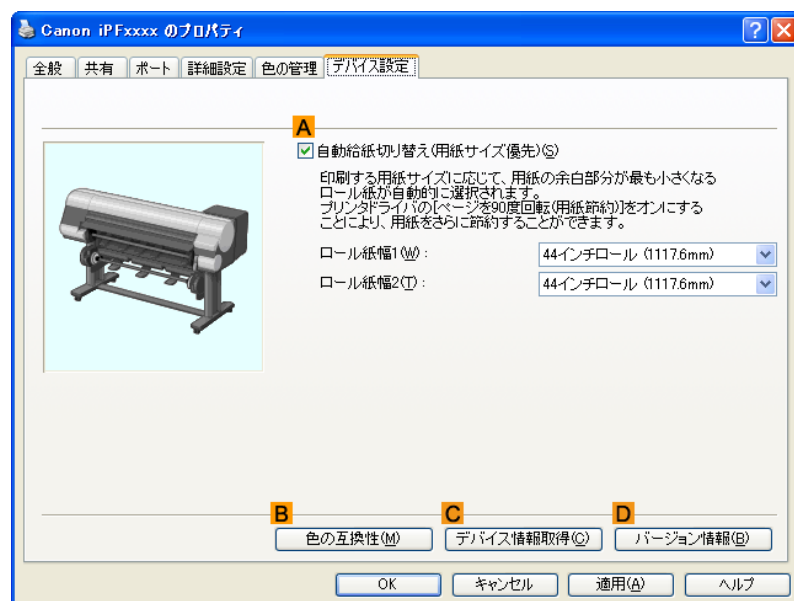 Canon iPFxxxx のプロパティ
全般 共有 ポート 詳細設定 色の管理 デバイス設定
A
自動給紙切り替え(用紙サイズ優先)(S)
印刷する用紙サイズに応じて、用紙の余白部分が最も小さくなる
ロール紙が自動的に選択されます。
プリンタドライバの[ページを90度回転(用紙節約)]をオンにする
ことにより、用紙をさらに節約することができます。
ロール紙幅1(W) : 44インチロール (1117.6mm)
ロール紙幅2(T) : 44インチロール (1117.6mm)
B C D
色の互換性(M) デバイス情報取得(C) バージョン情報(B)
OK キャンセル 適用(A) ヘルプ